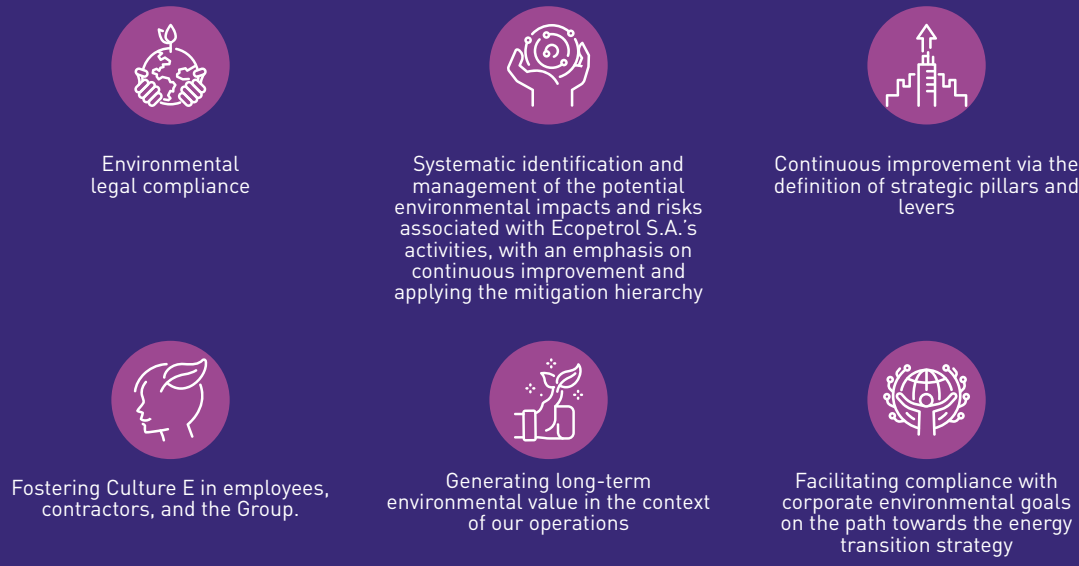 Environmental
legal compliance
Systematic identification and
management of the potential
environmental impacts and risks
associated with Ecopetrol S.A.’s
activities, with an emphasis on
continuous improvement and
applying the mitigation hierarchy
Continuous improvement via the
definition of strategic pillars and
levers
Fostering Culture E in employees,
contractors, and the Group.
Generating long-term
environmental value in the context
of our operations
Facilitating compliance with
corporate environmental goals
on the path towards the energy
transition strategy